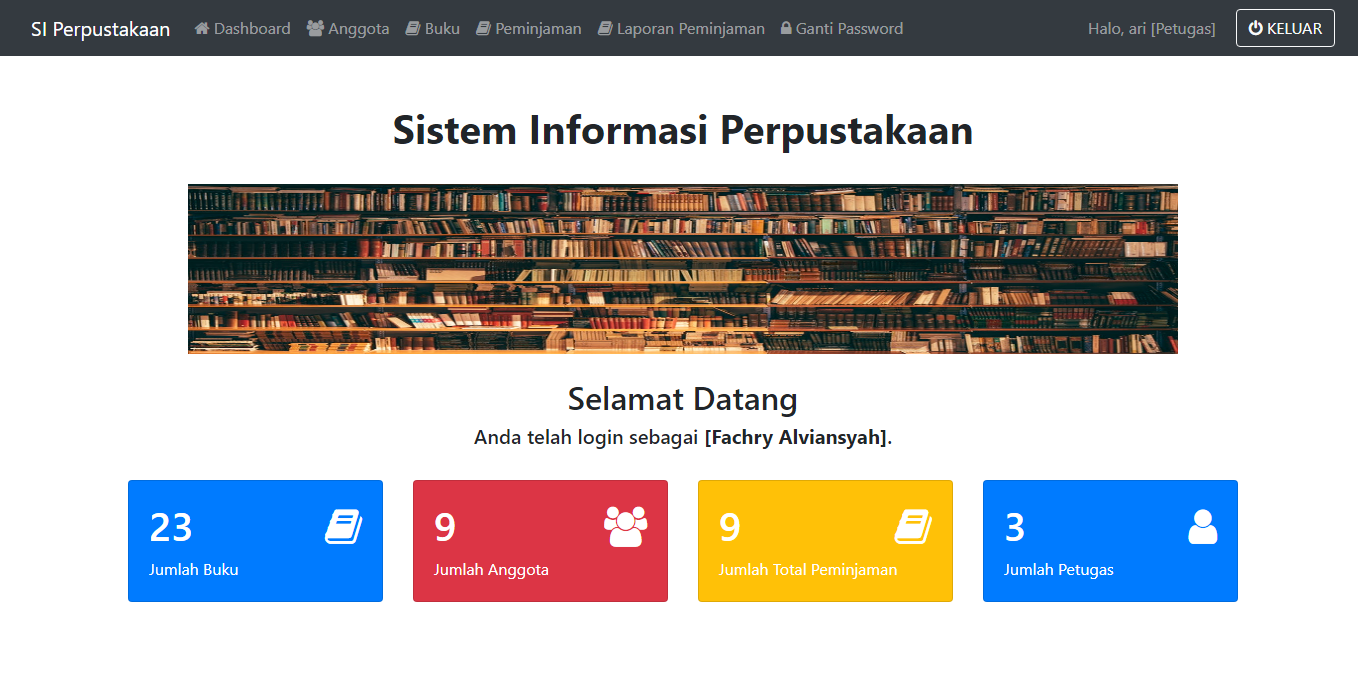 SI Perpustakaan Dashboard Anggota Buku Peminjaman Laporan Peminjaman Ganti Password Halo, ari [Petugas] KELUAR
Sistem Informasi Perpustakaan
Selamat Datang
Anda telah login sebagai [Fachry Alviansyah].
23
Jumlah Buku
9
Jumlah Anggota
9
Jumlah Total Peminjaman
3
Jumlah Petugas